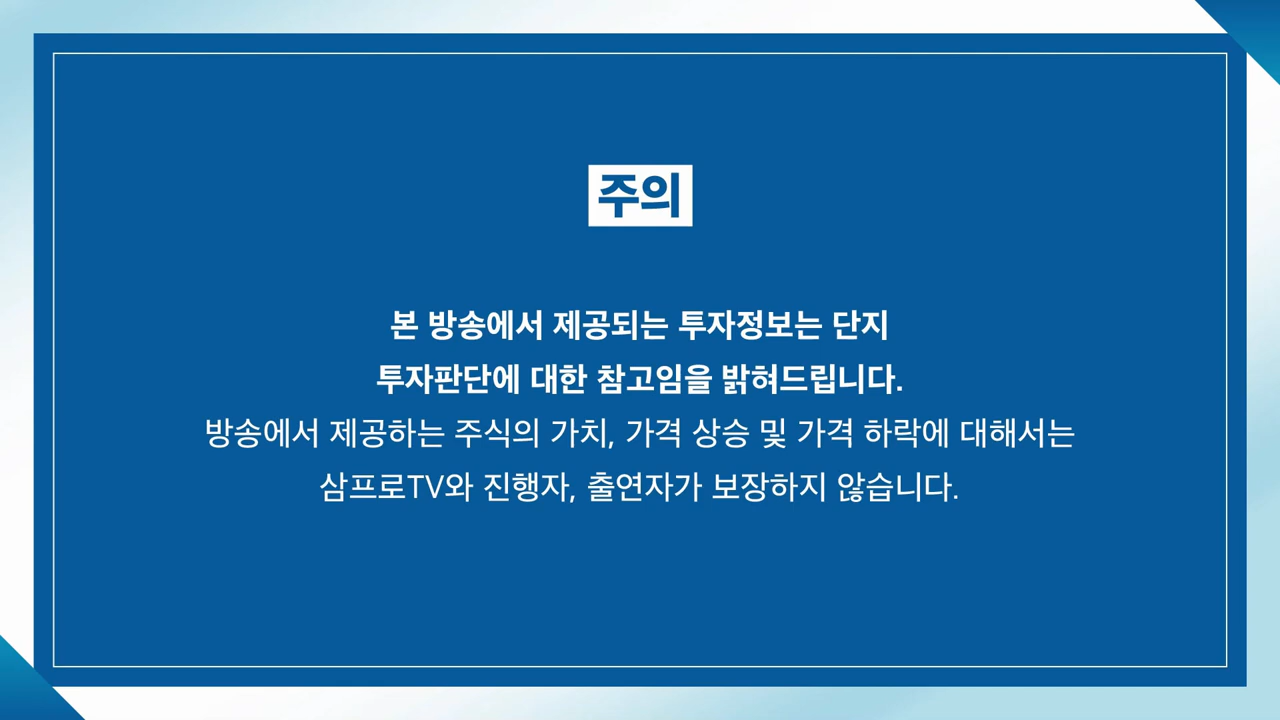 주의
본 방송에서 제공되는 투자정보는 단지
투자판단에 대한 참고임을 밝혀드립니다.
방송에서 제공하는 주식의 가치, 가격 상승 및 가격 하락에 대해서는
삼프로TV와 진행자, 출연자가 보장하지 않습니다.